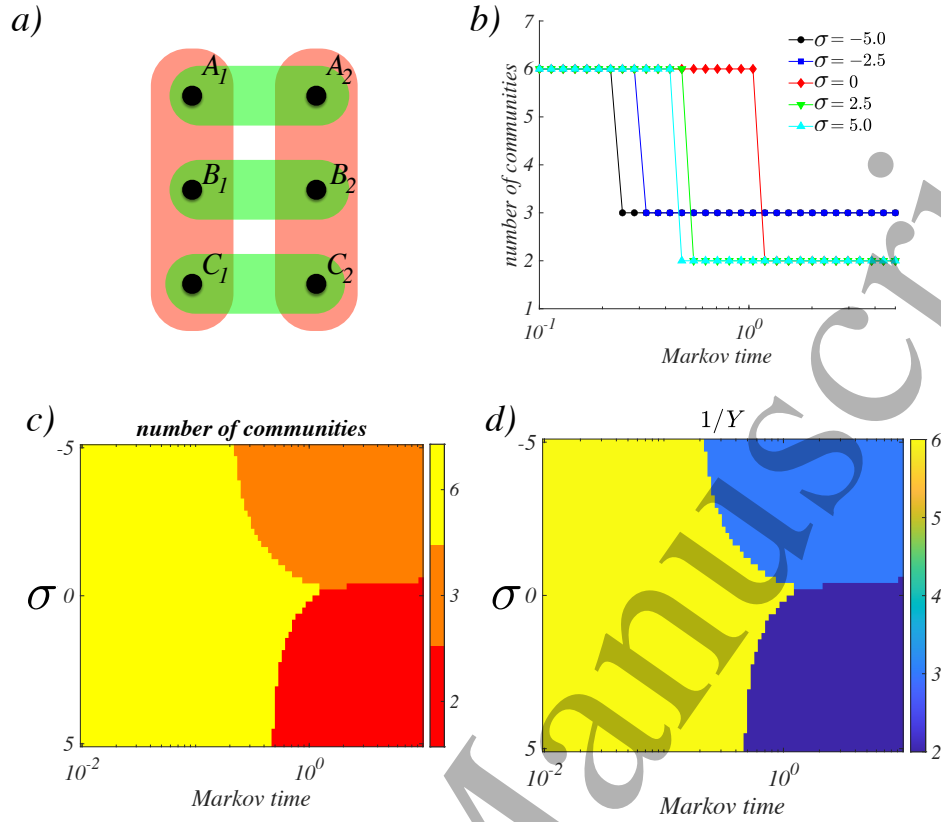 a)
A1 A2
B1 B2
C1 C2
b)
7
6
5
4
3
2
1
number of communities
10^-1 10^0
Markov time
σ = −5.0
σ = −2.5
σ = 0
σ = 2.5
σ = 5.0
c)
number of communities
-5
0
5
σ
10^-2 10^0
Markov time
6
3
2
d)
1/Y
-5
0
5
σ
10^-2 10^0
Markov time
6
5
4
3
2
Manuscri